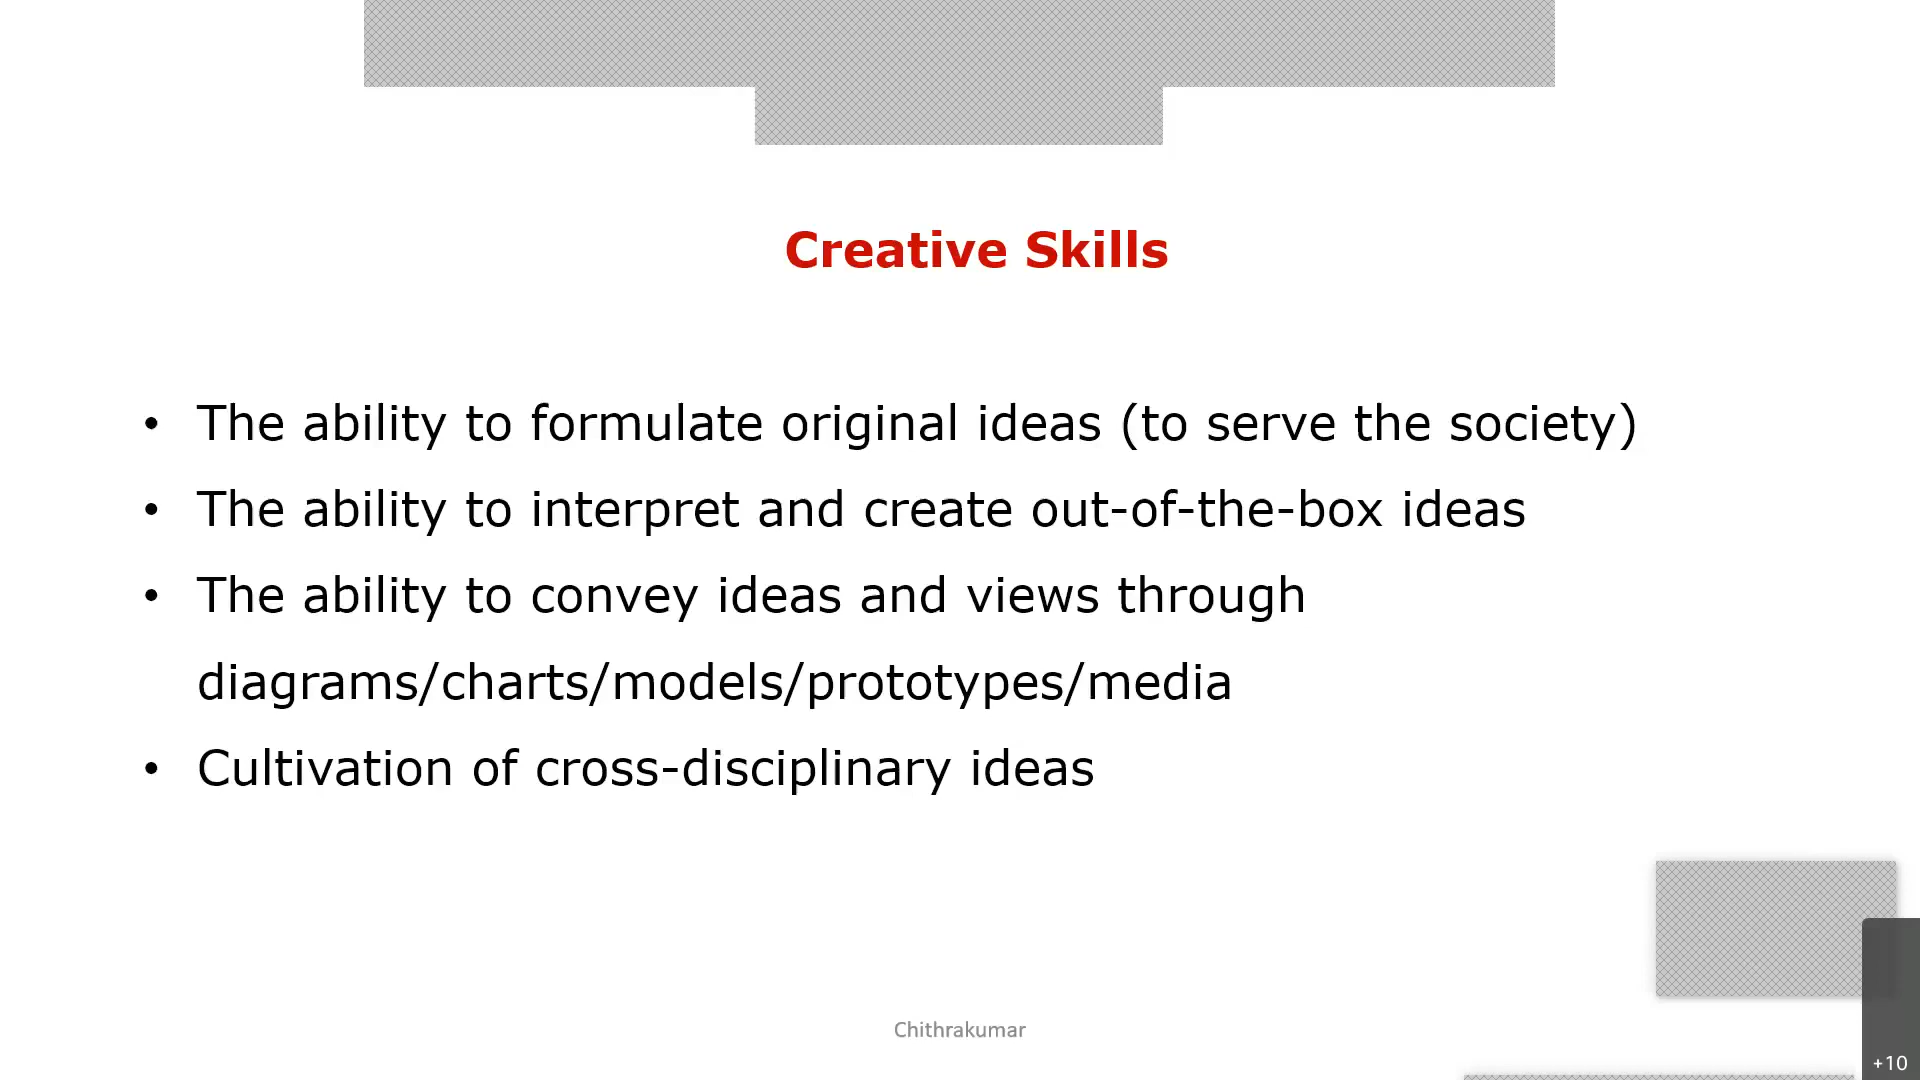 Creative Skills
• The ability to formulate original ideas (to serve the society)
• The ability to interpret and create out-of-the-box ideas
• The ability to convey ideas and views through
diagrams/charts/models/prototypes/media
• Cultivation of cross-disciplinary ideas
Chithrakumar
+10